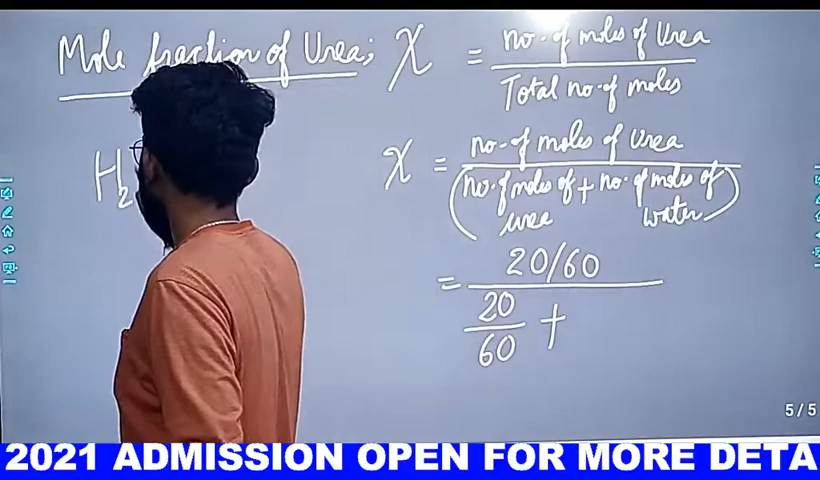 Mole fraction of Urea; χ = no. of moles of Urea
Total no. of moles
χ = no. of moles of Urea
(no. of moles of + no. of moles of
urea water)
H₂
= 20/60
20
60 +
5/5
2021 ADMISSION OPEN FOR MORE DETA